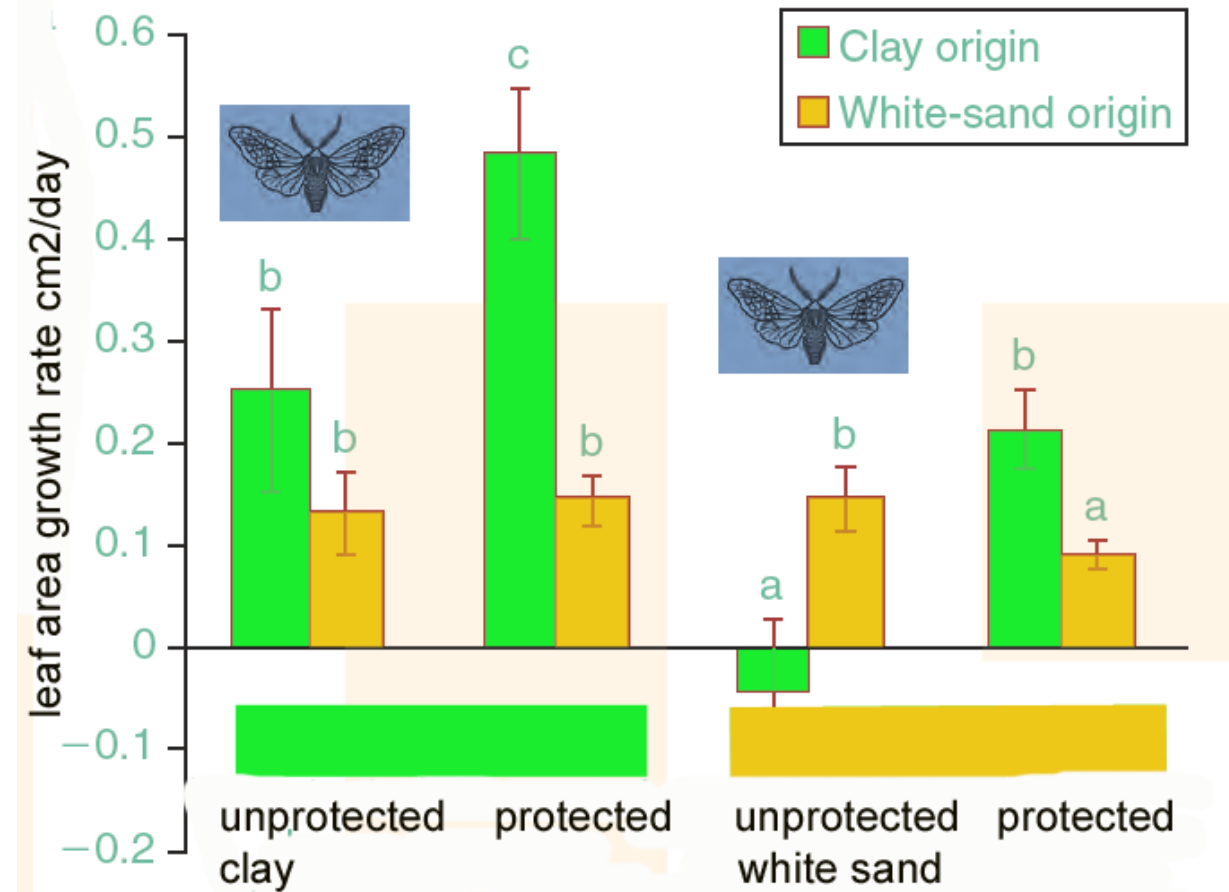 leaf area growth rate cm2/day
0.6
0.5
0.4
0.3
0.2
0.1
0
−0.1
−0.2
Clay origin
White-sand origin
b
b
c
b
a
b
b
a
unprotected
protected
unprotected
protected
clay
white sand